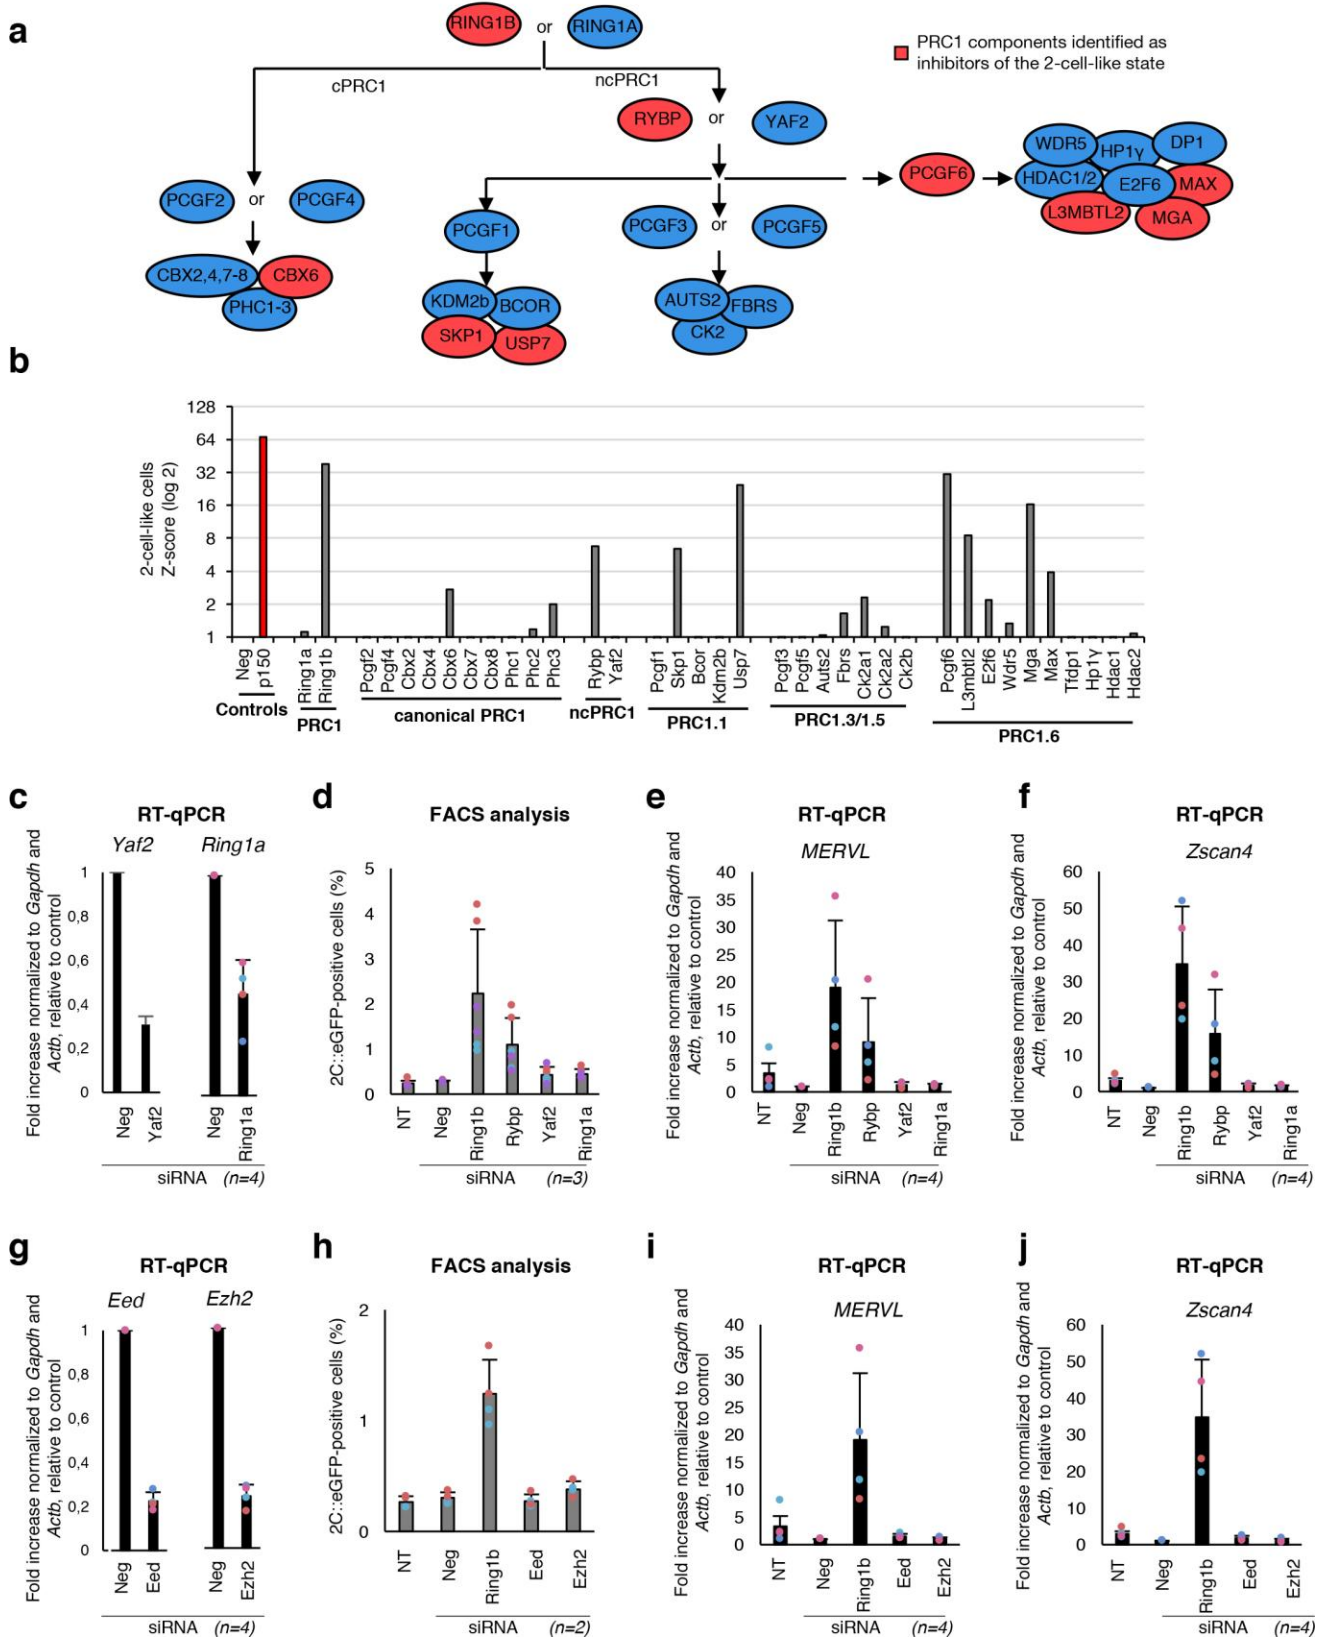 a
RING1B or RING1A
PRC1 components identified as
inhibitors of the 2-cell-like state
cPRC1
ncPRC1
RYBP or YAF2
PCGF2 or PCGF4
CBX2,4,7-8 CBX6
PHC1-3
PCGF1
KDM2b BCOR
SKP1 USP7
PCGF3 or PCGF5
AUTS2 FBRS
CK2
PCGF6
WDR5 HP1γ DP1
HDAC1/2 E2F6 MAX
L3MBTL2 MGA
b
2-cell-like cells
Z-score (log 2)
128
64
32
16
8
4
2
1
Neg p150 Ring1a Ring1b Pcgf2 Pcgf4 Cbx2 Cbx4 Cbx6 Cbx7 Cbx8 Phc1 Phc2 Phc3 Rybp Yaf2 Pcgf1 Skp1 Bcor Kdm2b Usp7 Pcgf3 Pcgf5 Auts2 Fbrs Ck2a1 Ck2a2 Ck2b Pcgf6 L3mbtl2 E2f6 Wdr5 Mga Max Tfdp1 Hp1γ Hdac1 Hdac2
Controls PRC1 canonical PRC1 ncPRC1 PRC1.1 PRC1.3/1.5 PRC1.6
c
RT-qPCR
Yaf2 Ring1a
Fold increase normalized to Gapdh and
Actb, relative to control
1
0,8
0,6
0,4
0,2
0
Neg Yaf2 Neg Ring1a
siRNA (n=4)
d
FACS analysis
2C::eGFP-positive cells (%)
5
4
3
2
1
0
NT Neg Ring1b Rybp Yaf2 Ring1a
siRNA (n=3)
e
RT-qPCR
MERVL
Fold increase normalized to Gapdh and
Actb, relative to control
40
35
30
25
20
15
10
5
0
NT Neg Ring1b Rybp Yaf2 Ring1a
siRNA (n=4)
f
RT-qPCR
Zscan4
Fold increase normalized to Gapdh and
Actb, relative to control
60
50
40
30
20
10
0
NT Neg Ring1b Rybp Yaf2 Ring1a
siRNA (n=4)
g
RT-qPCR
Eed Ezh2
Fold increase normalized to Gapdh and
Actb, relative to control
1
0,8
0,6
0,4
0,2
0
Neg Eed Neg Ezh2
siRNA (n=4)
h
FACS analysis
2C::eGFP-positive cells (%)
2
1
0
NT Neg Ring1b Eed Ezh2
siRNA (n=2)
i
RT-qPCR
MERVL
Fold increase normalized to Gapdh and
Actb, relative to control
40
35
30
25
20
15
10
5
0
NT Neg Ring1b Eed Ezh2
siRNA (n=4)
j
RT-qPCR
Zscan4
Fold increase normalized to Gapdh and
Actb, relative to control
60
50
40
30
20
10
0
NT Neg Ring1b Eed Ezh2
siRNA (n=4)